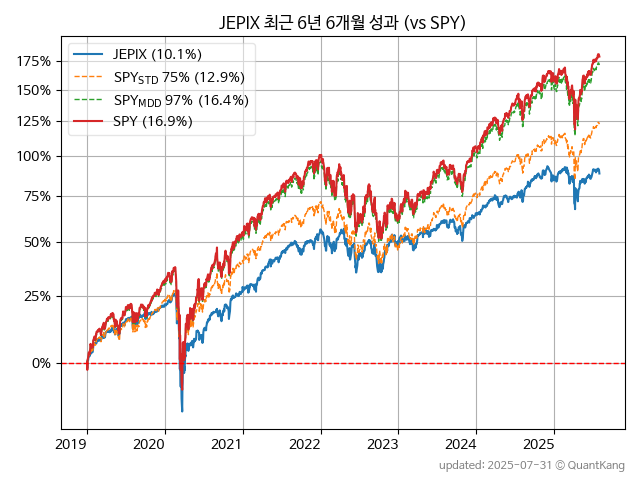 JEPIX 최근 6년 6개월 성과 (vs SPY)
JEPIX (10.1%)
SPY_STD 75% (12.9%)
SPY_MDD 97% (16.4%)
SPY (16.9%)
175%
150%
125%
100%
75%
50%
25%
0%
2019 2020 2021 2022 2023 2024 2025
updated: 2025-07-31 © QuantKang